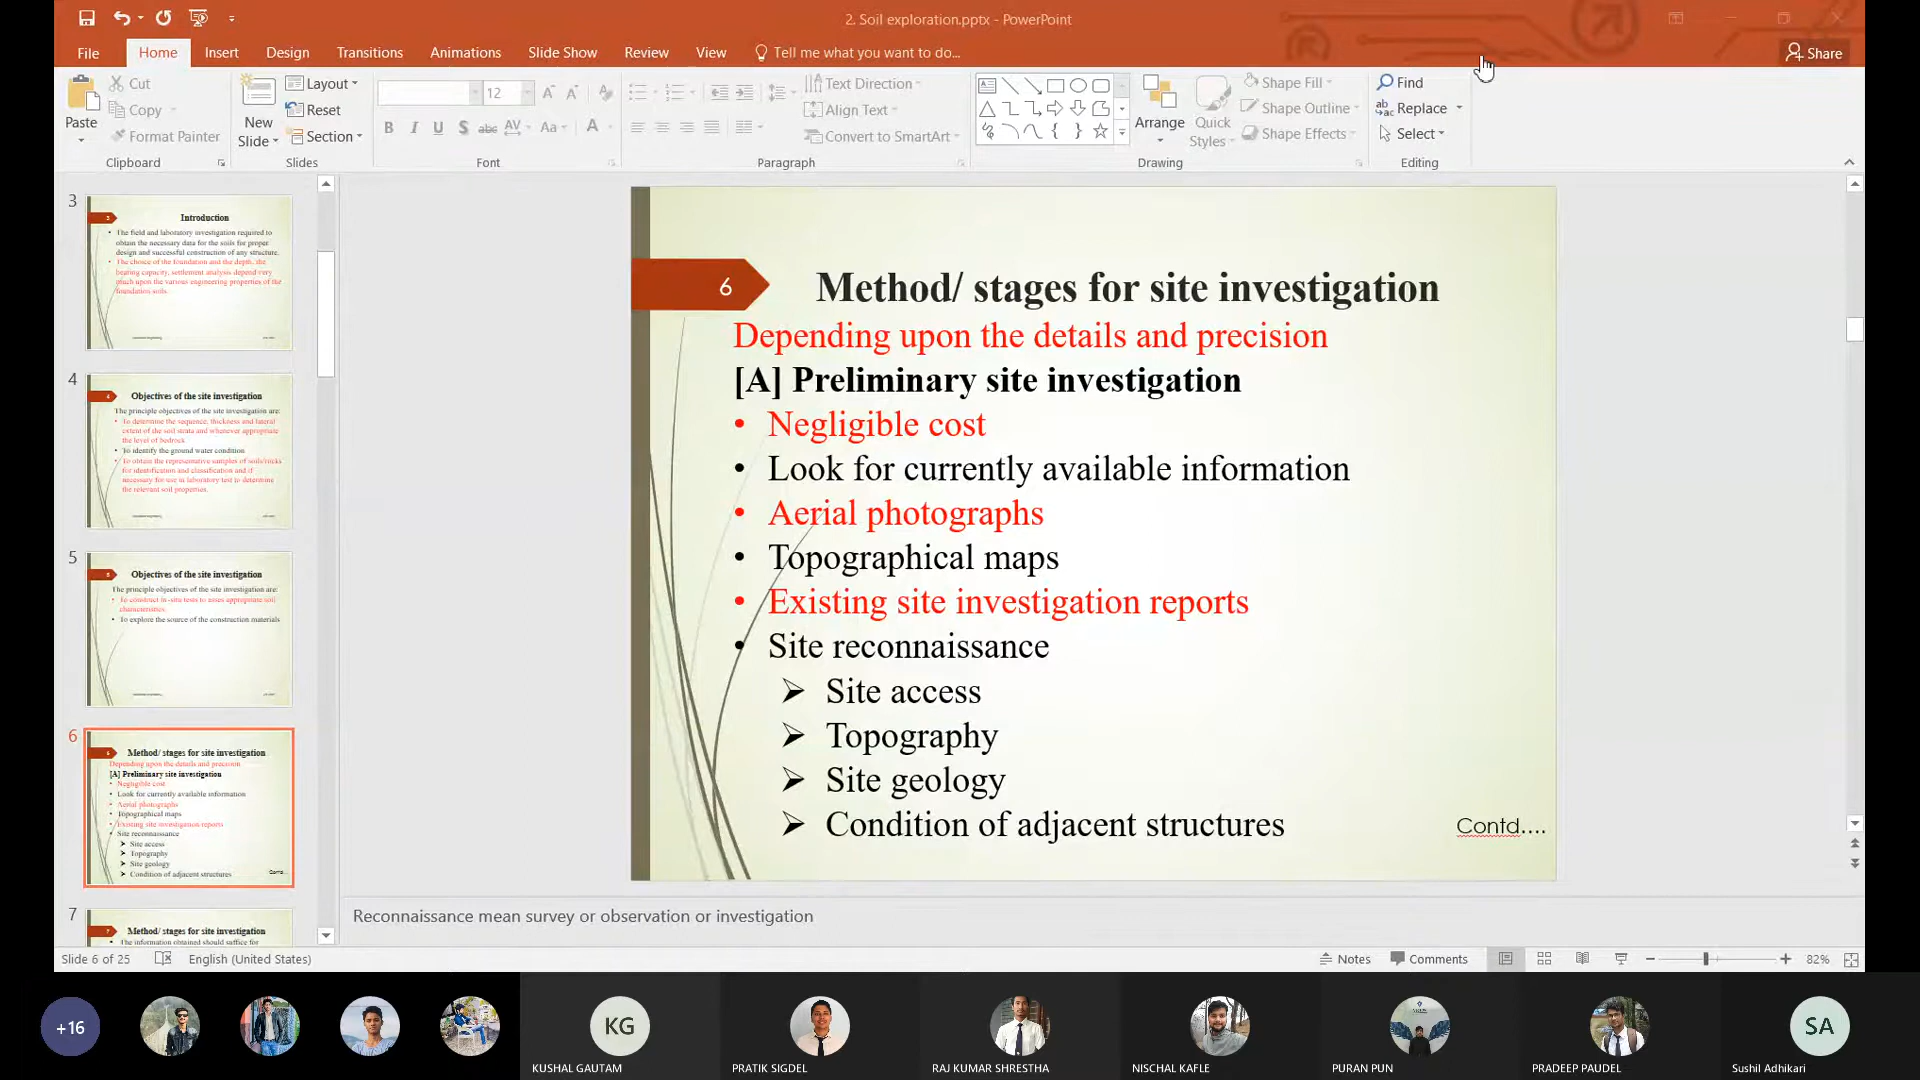 2. Soil exploration.pptx - PowerPoint
File
Home
Insert
Design
Transitions
Animations
Slide Show
Review
View
Tell me what you want to do...
Share
Paste
Cut
Copy
Format Painter
Clipboard
New
Slide
Layout
Reset
Section
Slides
12
B I U S abc AV Aa A
Font
Text Direction
Align Text
Convert to SmartArt
Paragraph
Arrange
Quick
Styles
Shape Fill
Shape Outline
Shape Effects
Drawing
Find
Replace
Select
Editing
3
Introduction
• The field and laboratory investigation required to
obtain the necessary data for the soils for proper
design and successful construction of any structure.
• The choice of the foundation and the depth, the
bearing capacity, settlement analysis depend very
much upon the various engineering properties of the
foundation soils.
4
4
Objectives of the site investigation
The principle objectives of the site investigation are:
• To determine the sequence, thickness and lateral
extent of the soil strata and whenever appropriate
the level of bedrock
• To identify the ground water condition
• To obtain the representative samples of soils/rocks
for identification and classification and if
necessary for use in laboratory test to determine
the relevant soil properties.
5
Objectives of the site investigation
The principle objectives of the site investigation are:
• To construct in-situ tests to asses appropriate soil
characteristics
• To explore the source of the construction materials
6
6
Method/ stages for site investigation
Depending upon the details and precision
[A] Preliminary site investigation
• Negligible cost
• Look for currently available information
• Aerial photographs
• Topographical maps
• Existing site investigation reports
• Site reconnaissance
➤ Site access
➤ Topography
➤ Site geology
➤ Condition of adjacent structures
7
Method/ stages for site investigation
• The information obtained should suffice for
6
Method/ stages for site investigation
Depending upon the details and precision
[A] Preliminary site investigation
• Negligible cost
• Look for currently available information
• Aerial photographs
• Topographical maps
• Existing site investigation reports
• Site reconnaissance
➤ Site access
➤ Topography
➤ Site geology
➤ Condition of adjacent structures
Contd....
Reconnaissance mean survey or observation or investigation
Slide 6 of 25
English (United States)
Notes
Comments
82%
+16
KG
KUSHAL GAUTAM
PRATIK SIGDEL
RAJ KUMAR SHRESTHA
NISCHAL KAFLE
PURAN PUN
PRADEEP PAUDEL
SA
Sushil Adhikari